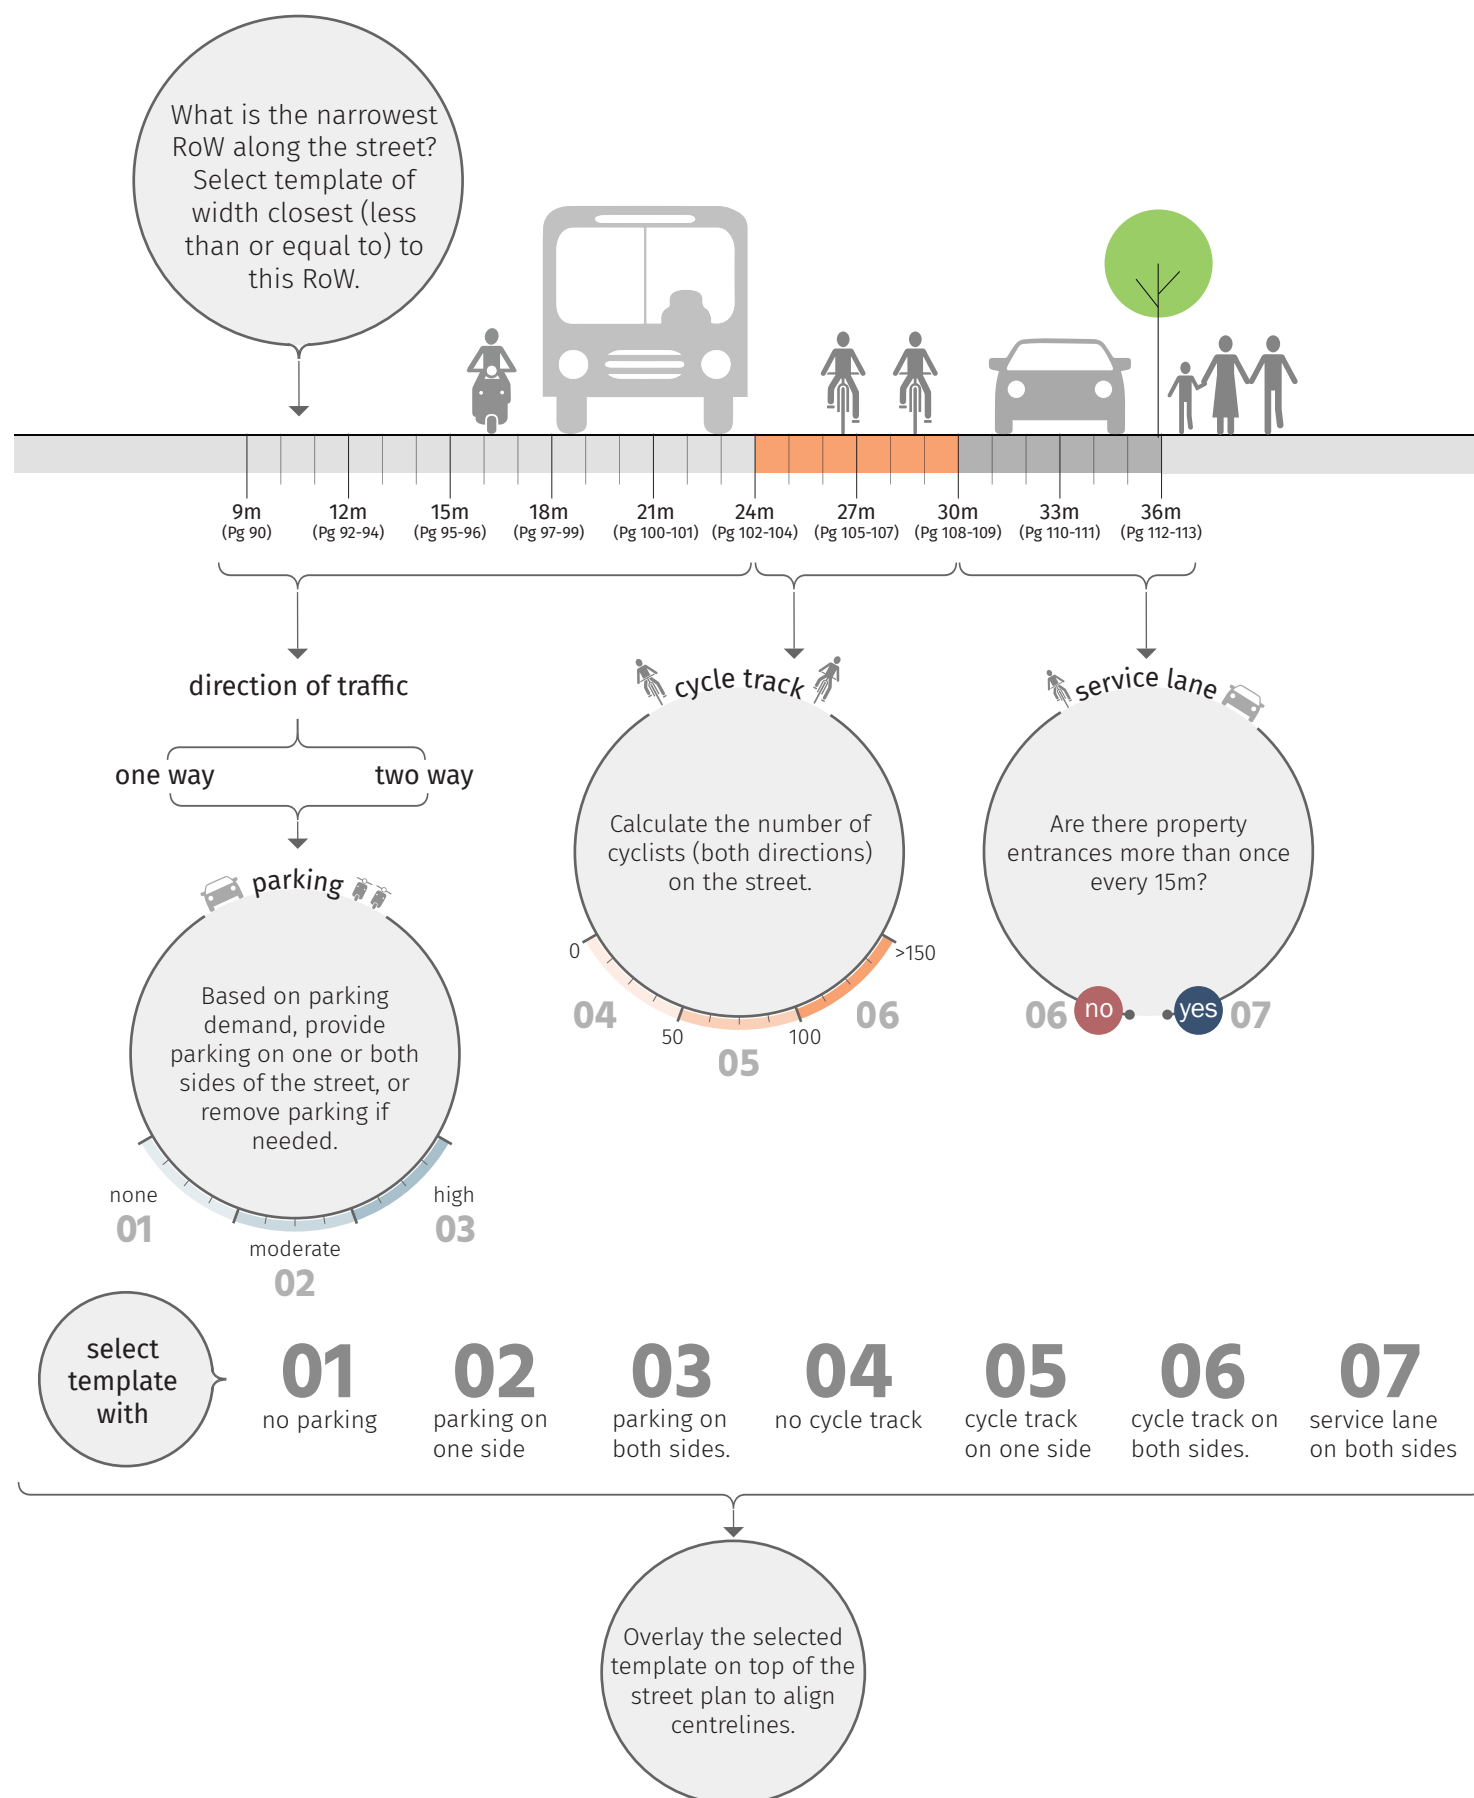 What is the narrowest
RoW along the street?
Select template of
width closest (less
than or equal to) to
this RoW.
9m
(Pg 90)
12m
(Pg 92-94)
15m
(Pg 95-96)
18m
(Pg 97-99)
21m
(Pg 100-101)
24m
(Pg 102-104)
27m
(Pg 105-107)
30m
(Pg 108-109)
33m
(Pg 110-111)
36m
(Pg 112-113)
direction of traffic
one way
two way
parking
Based on parking
demand, provide
parking on one or both
sides of the street, or
remove parking if
needed.
none
01
moderate
02
high
03
cycle track
Calculate the number of
cyclists (both directions)
on the street.
0
04
50
05
100
06
>150
service lane
Are there property
entrances more than once
every 15m?
06
no
yes
07
select
template
with
01
no parking
02
parking on
one side
03
parking on
both sides.
04
no cycle track
05
cycle track
on one side
06
cycle track on
both sides.
07
service lane
on both sides
Overlay the selected
template on top of the
street plan to align
centrelines.